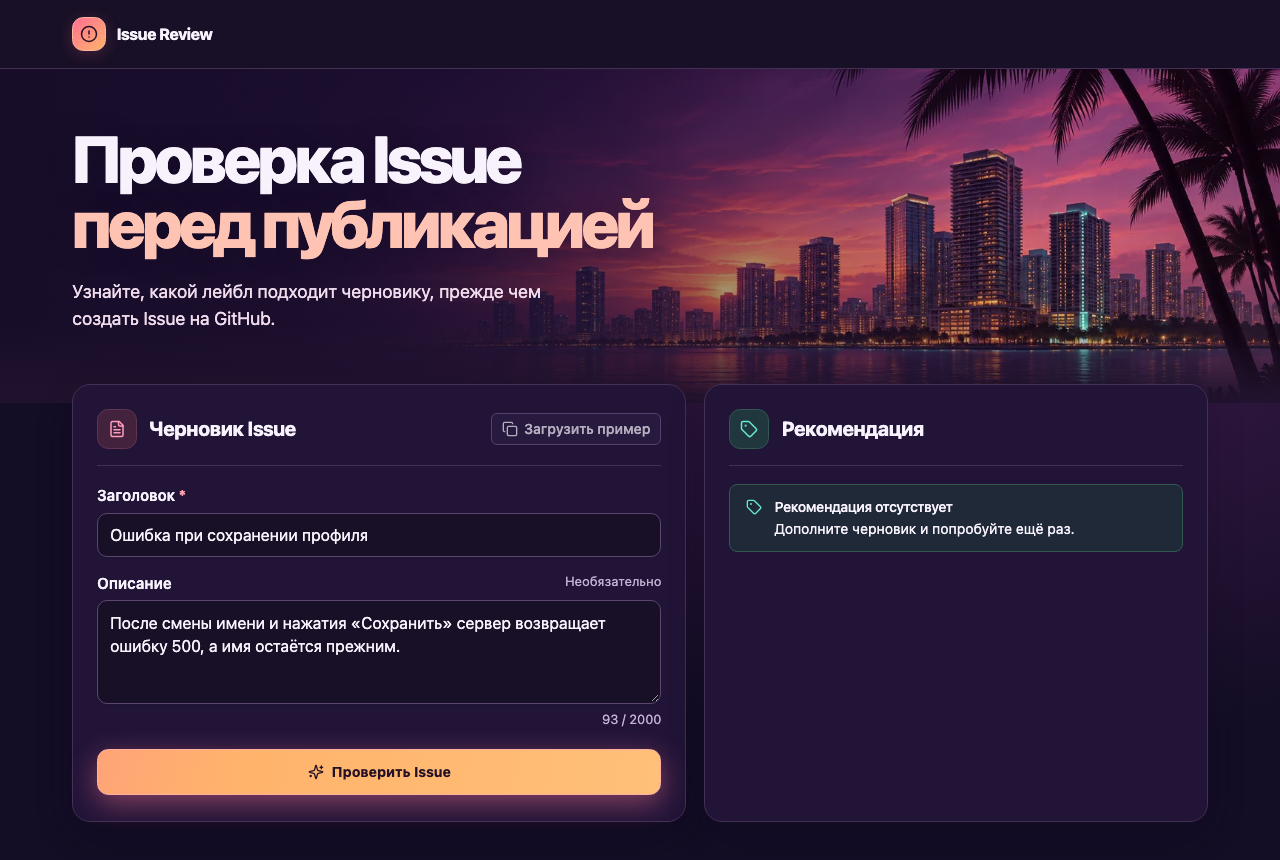 Issue Review
Проверка Issue
перед публикацией
Узнайте, какой лейбл подходит черновику, прежде чем
создать Issue на GitHub.
Черновик Issue
Загрузить пример
Заголовок *
Ошибка при сохранении профиля
Описание
Необязательно
После смены имени и нажатия «Сохранить» сервер возвращает
ошибку 500, а имя остаётся прежним.
93 / 2000
Проверить Issue
Рекомендация
Рекомендация отсутствует
Дополните черновик и попробуйте ещё раз.